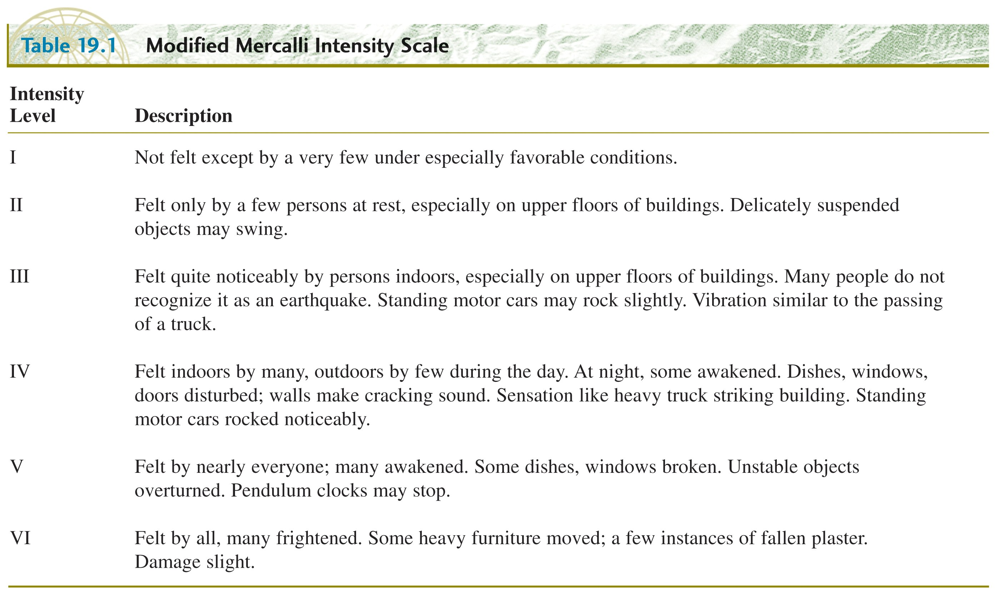 Table 19.1 Modified Mercalli Intensity Scale
Intensity
Level Description
I Not felt except by a very few under especially favorable conditions.
II Felt only by a few persons at rest, especially on upper floors of buildings. Delicately suspended
objects may swing.
III Felt quite noticeably by persons indoors, especially on upper floors of buildings. Many people do not
recognize it as an earthquake. Standing motor cars may rock slightly. Vibration similar to the passing
of a truck.
IV Felt indoors by many, outdoors by few during the day. At night, some awakened. Dishes, windows,
doors disturbed; walls make cracking sound. Sensation like heavy truck striking building. Standing
motor cars rocked noticeably.
V Felt by nearly everyone; many awakened. Some dishes, windows broken. Unstable objects
overturned. Pendulum clocks may stop.
VI Felt by all, many frightened. Some heavy furniture moved; a few instances of fallen plaster.
Damage slight.